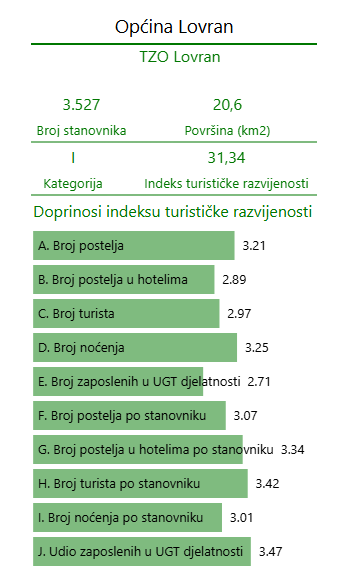 Općina Lovran
TZO Lovran
3.527 20,6
Broj stanovnika Površina (km2)
I 31,34
Kategorija Indeks turističke razvijenosti
Doprinosi indeksu turističke razvijenosti
A. Broj postelja 3.21
B. Broj postelja u hotelima 2.89
C. Broj turista 2.97
D. Broj noćenja 3.25
E. Broj zaposlenih u UGT djelatnosti 2.71
F. Broj postelja po stanovniku 3.07
G. Broj postelja u hotelima po stanovniku 3.34
H. Broj turista po stanovniku 3.42
I. Broj noćenja po stanovniku 3.01
J. Udio zaposlenih u UGT djelatnosti 3.47